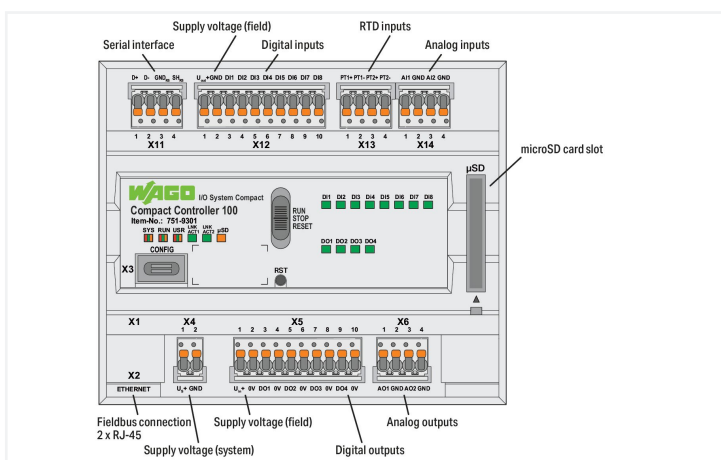 Supply voltage (field)
RTD inputs
Serial interface
Digital inputs
Analog inputs
D+ D- GND SH
U +GND DI1 DI2 DI3 DI4 DI5 DI6 DI7 DI8
PT1+ PT1- PT2+ PT2-
AI1 GND AI2 GND
1 2 3 4
1 2 3 4 5 6 7 8 9 10
1 2 3 4
1 2 3 4
X11
X12
X13
X14
microSD card slot
µSD
WAGO I/O System Compact
Compact Controller 100
Item-No.: 751-9301
SYS RUN USR LNK ACT1 LNK ACT2 µSD
CONFIG
X3
RUN
STOP
RESET
RST
DI1 DI2 DI3 DI4 DI5 DI6 DI7 DI8
DO1 DO2 DO3 DO4
X1
X4
X5
X6
1 2
1 2 3 4 5 6 7 8 9 10
1 2 3 4
X2
ETHERNET
U + GND
U + 0V DO1 0V DO2 0V DO3 0V DO4 0V
AO1 GND AO2 GND
Fieldbus connection
2 x RJ-45
Supply voltage (field)
Analog outputs
Supply voltage (system)
Digital outputs